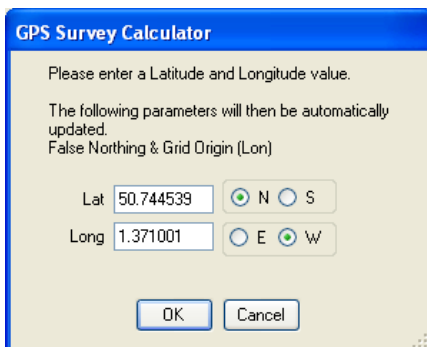 GPS Survey Calculator
Please enter a Latitude and Longitude value.
The following parameters will then be automatically
updated.
False Northing & Grid Origin (Lon)
Lat 50.744539 N S
Long 1.371001 E W
OK Cancel